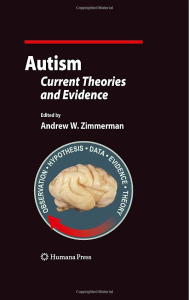 Autism
Current Theories
and Evidence
Edited by
Andrew W. Zimmerman
OBSERVATION • HYPOTHESIS • DATA • EVIDENCE • THEORY
Humana Press